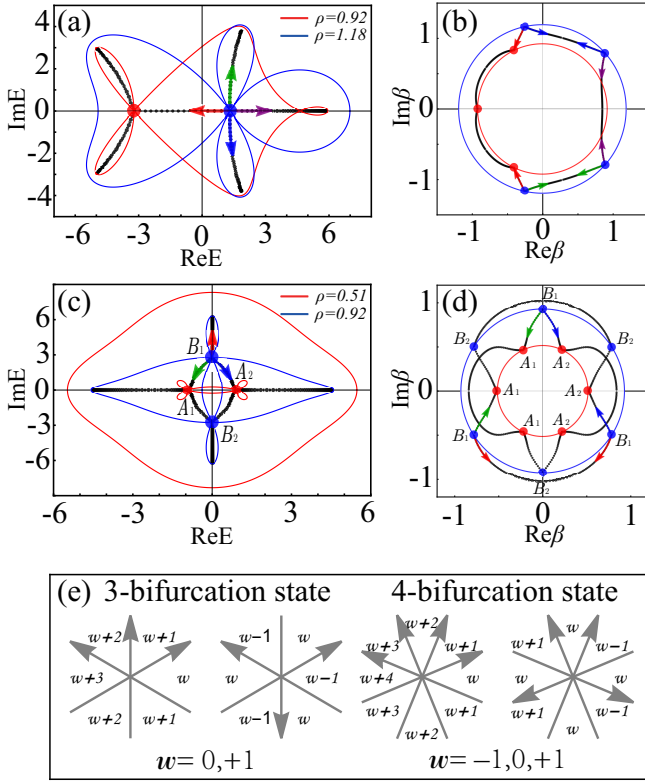 (a)
ρ=0.92
ρ=1.18
ImE
4
2
0
-2
-4
-6 -3 0 3 6
ReE
(b)
Imβ
1
0
-1
-1 0 1
Reβ
(c)
ρ=0.51
ρ=0.92
ImE
6
3
0
-3
-6
B₁
A₂
A₁
B₂
-6 -3 0 3 6
ReE
(d)
Imβ
1
0
-1
B₁
B₂ B₂
A₁ A₂
A₁ A₂
A₁ A₂
B₁ B₁
B₂
-1 0 1
Reβ
(e) 3-bifurcation state 4-bifurcation state
w+2 w+1
w+3 w
w+2 w+1
w-1 w
w w-1
w-1 w
w+2
w+3 w+1
w+4 w
w+3 w+1
w+2
w
w+1 w-1
w w
w+1 w-1
w
w= 0,+1 w= -1,0,+1